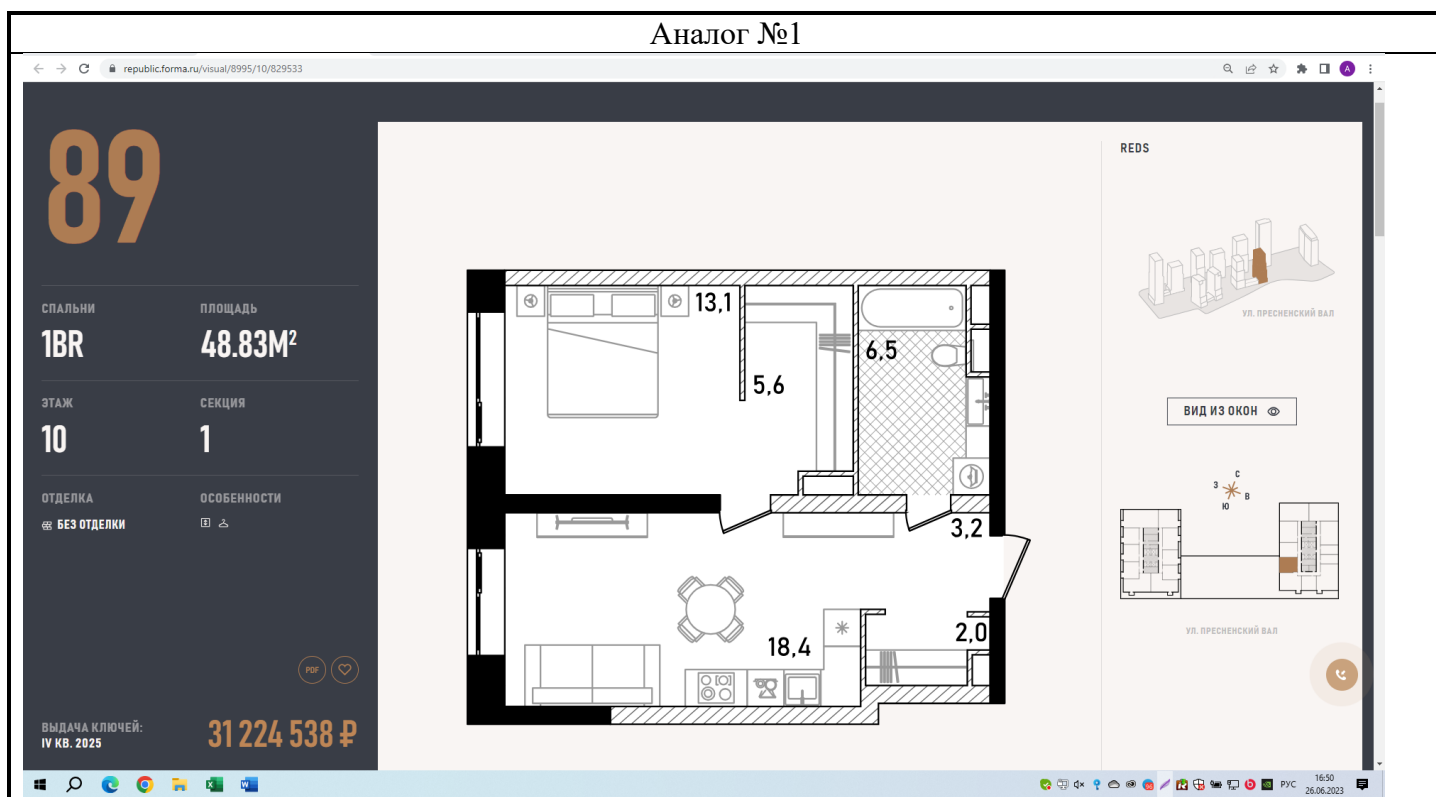 Аналог №1
republic.forma.ru/visual/8995/10/829533
A
89
СПАЛЬНИ ПЛОЩАДЬ
1BR 48.83М²
ЭТАЖ СЕКЦИЯ
10 1
ОТДЕЛКА ОСОБЕННОСТИ
БЕЗ ОТДЕЛКИ
PDF
ВЫДАЧА КЛЮЧЕЙ:
IV КВ. 2025
31 224 538 ₽
13,1
5,6
6,5
3,2
18,4
2,0
REDS
УЛ. ПРЕСНЕНСКИЙ ВАЛ
ВИД ИЗ ОКОН
С
З
В
Ю
УЛ. ПРЕСНЕНСКИЙ ВАЛ
РУС
16:50
26.06.2023